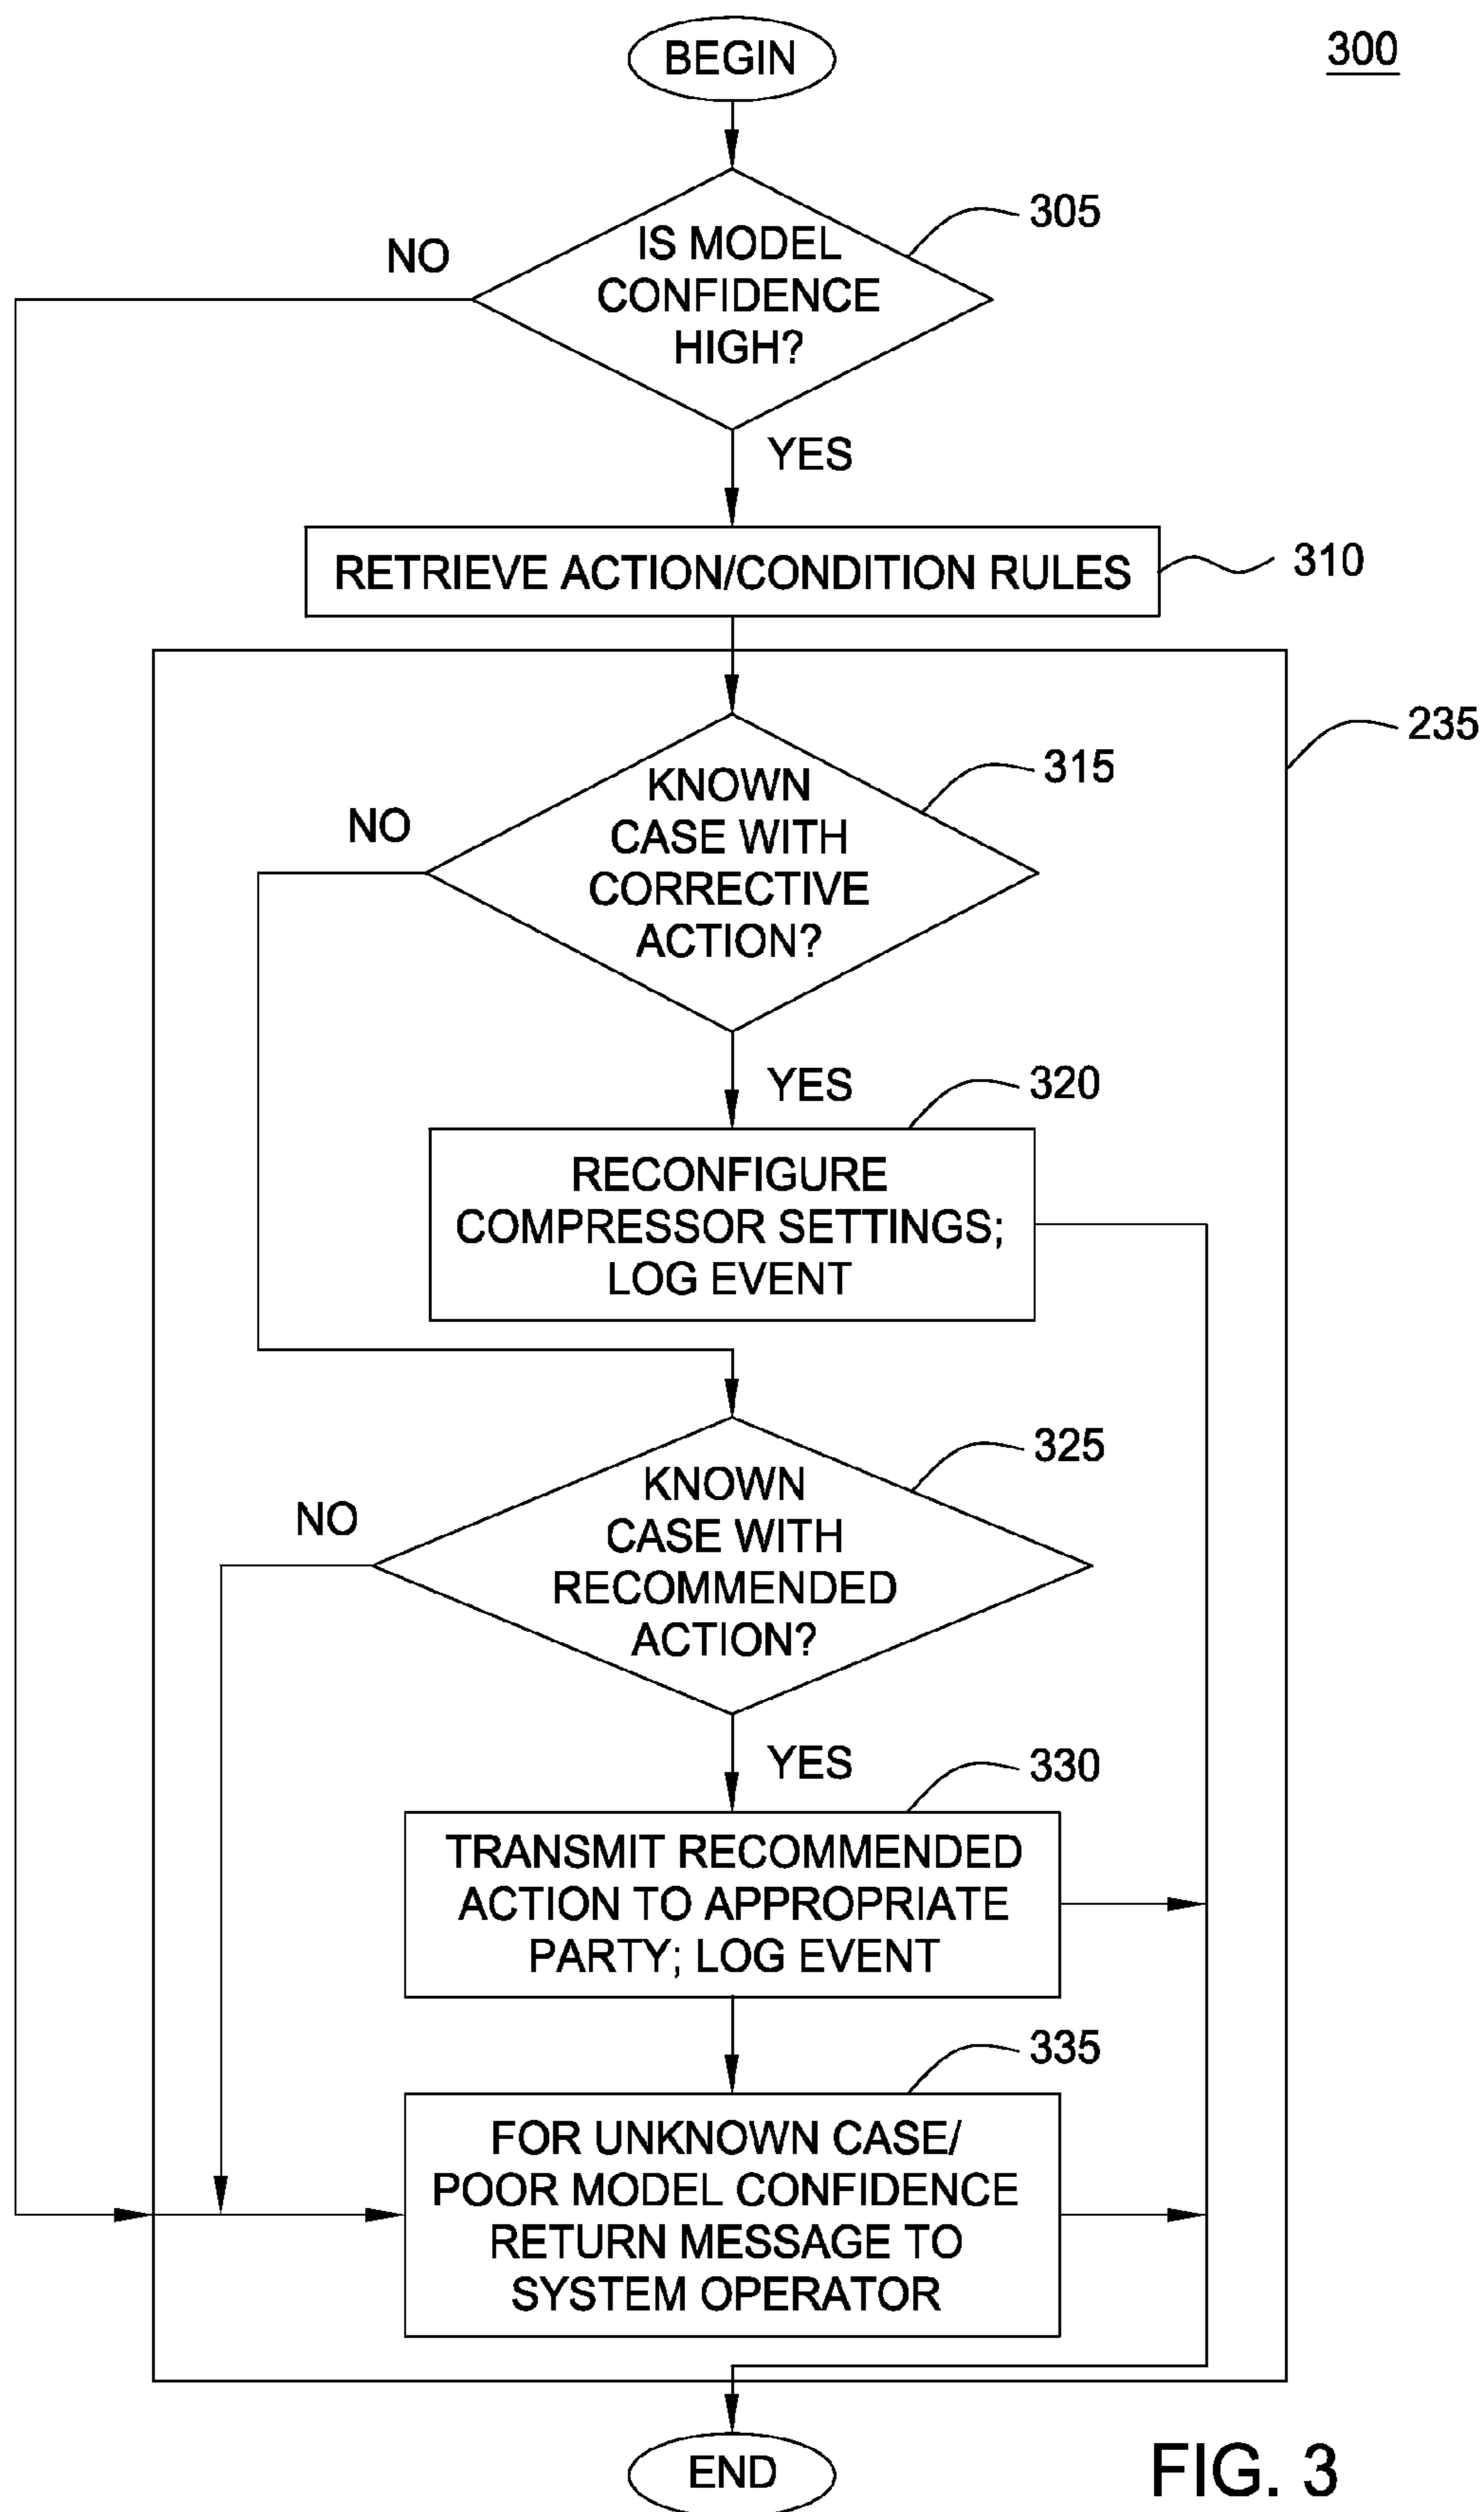 BEGIN
300
305
IS MODEL
CONFIDENCE
HIGH?
NO
YES
RETRIEVE ACTION/CONDITION RULES
310
235
315
KNOWN
CASE WITH
CORRECTIVE
ACTION?
NO
YES
320
RECONFIGURE
COMPRESSOR SETTINGS;
LOG EVENT
325
KNOWN
CASE WITH
RECOMMENDED
ACTION?
NO
YES
330
TRANSMIT RECOMMENDED
ACTION TO APPROPRIATE
PARTY; LOG EVENT
335
FOR UNKNOWN CASE/
POOR MODEL CONFIDENCE
RETURN MESSAGE TO
SYSTEM OPERATOR
END
FIG. 3